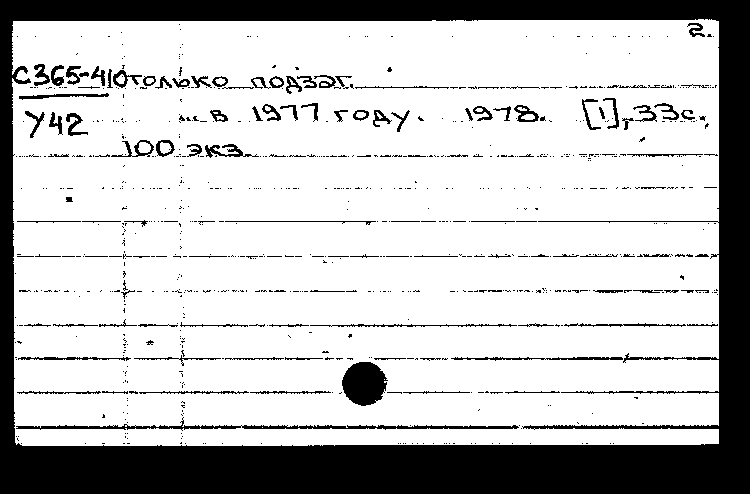 2.
С365-410 только подзаг.
У42 ... в 1977 году. 1978. [1], 33с.,
100 экз.